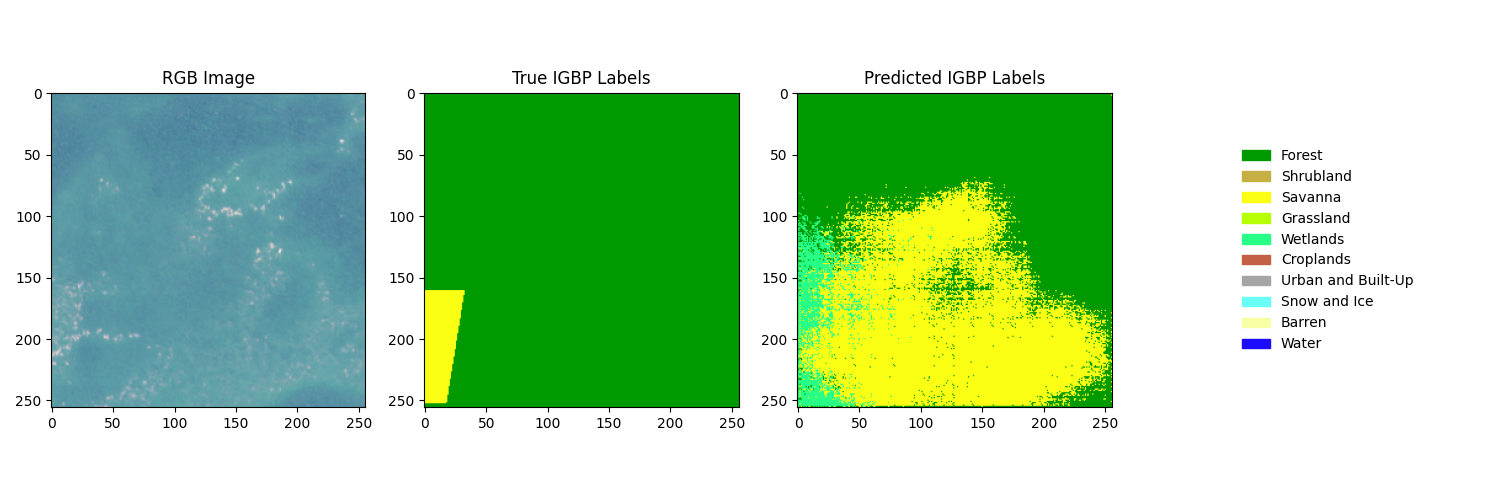 RGB Image
True IGBP Labels
Predicted IGBP Labels
0
50
100
150
200
250
0 50 100 150 200 250
0
50
100
150
200
250
0 50 100 150 200 250
0
50
100
150
200
250
0 50 100 150 200 250
Forest
Shrubland
Savanna
Grassland
Wetlands
Croplands
Urban and Built-Up
Snow and Ice
Barren
Water